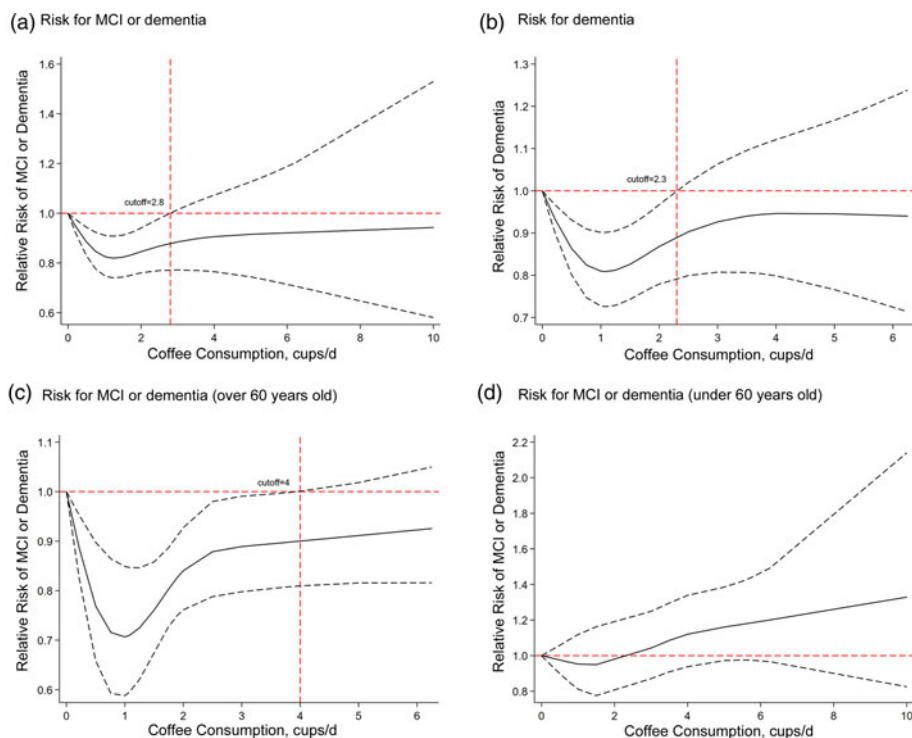 (a) Risk for MCI or dementia
Relative Risk of MCI or Dementia
1.6
1.4
1.2
1.0
0.8
0.6
cutoff=2.8
0 2 4 6 8 10
Coffee Consumption, cups/d
(b) Risk for dementia
Relative Risk of Dementia
1.3
1.2
1.1
1.0
0.9
0.8
0.7
cutoff=2.3
0 1 2 3 4 5 6
Coffee Consumption, cups/d
(c) Risk for MCI or dementia (over 60 years old)
Relative Risk of MCI or Dementia
1.1
1.0
0.9
0.8
0.7
0.6
cutoff=4
0 1 2 3 4 5 6
Coffee Consumption, cups/d
(d) Risk for MCI or dementia (under 60 years old)
Relative Risk of MCI or Dementia
2.2
2.0
1.8
1.6
1.4
1.2
1.0
0.8
0 2 4 6 8 10
Coffee Consumption, cups/d